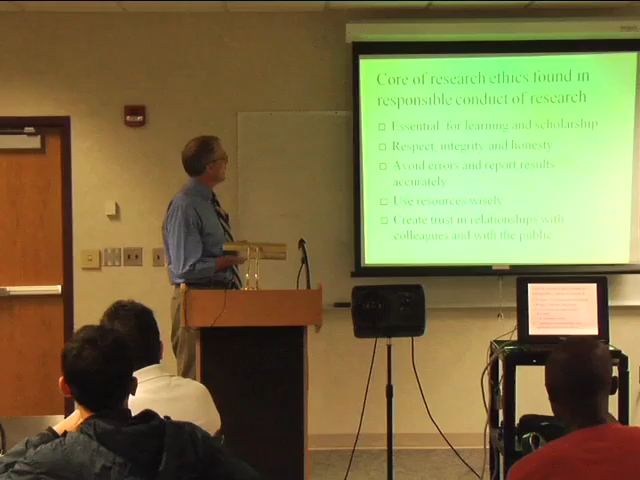 Core of research ethics found in
responsible conduct of research
Essential for learning and scholarship
Respect, integrity and honesty
Avoid errors and report results
accurately
Use resources wisely
Create trust in relationships with
colleagues and with the public